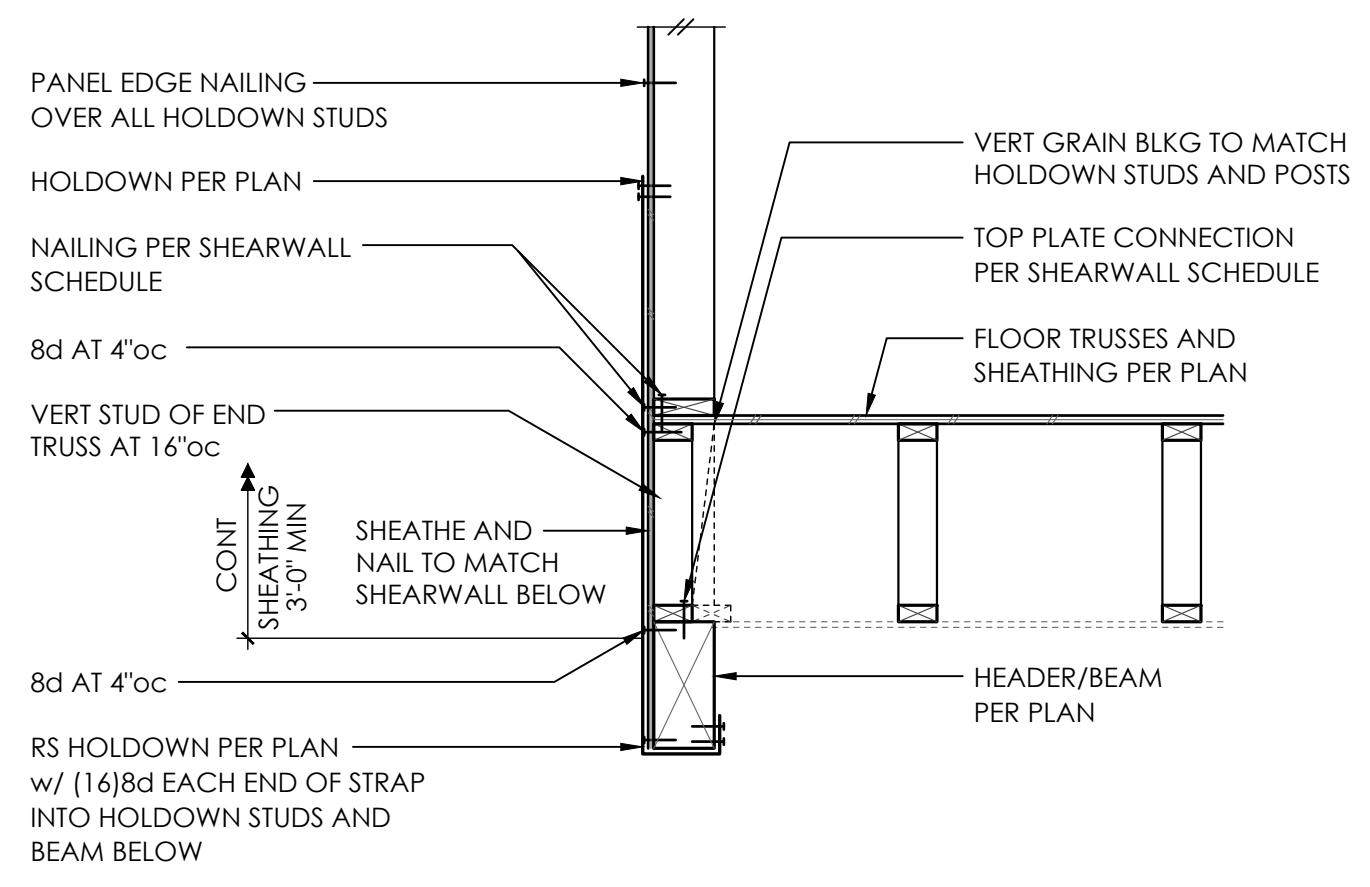 PANEL EDGE NAILING
OVER ALL HOLDOWN STUDS
HOLDOWN PER PLAN
NAILING PER SHEARWALL
SCHEDULE
8d AT 4"oc
VERT STUD OF END
TRUSS AT 16"oc
CONT
SHEATHING
3'-0" MIN
SHEATHE AND
NAIL TO MATCH
SHEARWALL BELOW
8d AT 4"oc
RS HOLDOWN PER PLAN
w/ (16)8d EACH END OF STRAP
INTO HOLDOWN STUDS AND
BEAM BELOW
VERT GRAIN BLKG TO MATCH
HOLDOWN STUDS AND POSTS
TOP PLATE CONNECTION
PER SHEARWALL SCHEDULE
FLOOR TRUSSES AND
SHEATHING PER PLAN
HEADER/BEAM
PER PLAN